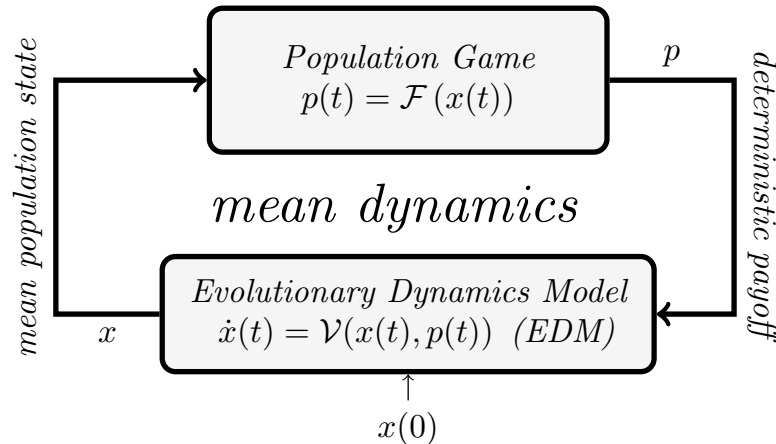 Population Game
p(t) = 𝓕 (x(t))
p
mean population state
deterministic payoff
mean dynamics
Evolutionary Dynamics Model
ẋ(t) = 𝒱(x(t), p(t)) (EDM)
x
↑
x(0)